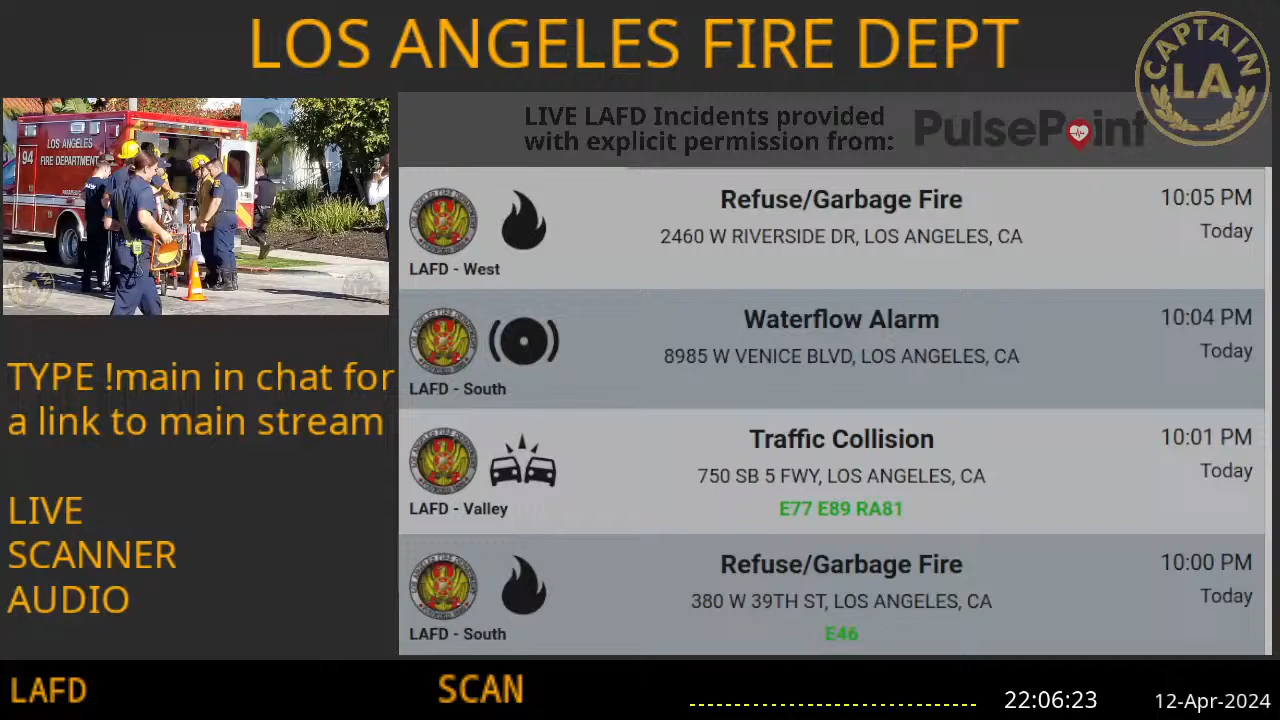 LOS ANGELES FIRE DEPT
CAPTAIN
LA
LIVE LAFD Incidents provided
with explicit permission from:
PulsePoint
94
LOS ANGELES
FIRE DEPARTMENT
Refuse/Garbage Fire
10:05 PM
2460 W RIVERSIDE DR, LOS ANGELES, CA
Today
LAFD - West
Waterflow Alarm
10:04 PM
8985 W VENICE BLVD, LOS ANGELES, CA
Today
LAFD - South
Traffic Collision
10:01 PM
750 SB 5 FWY, LOS ANGELES, CA
Today
LAFD - Valley
E77 E89 RA81
Refuse/Garbage Fire
10:00 PM
380 W 39TH ST, LOS ANGELES, CA
Today
LAFD - South
E46
TYPE !main in chat for
a link to main stream
LIVE
SCANNER
AUDIO
LAFD
SCAN
22:06:23
12-Apr-2024